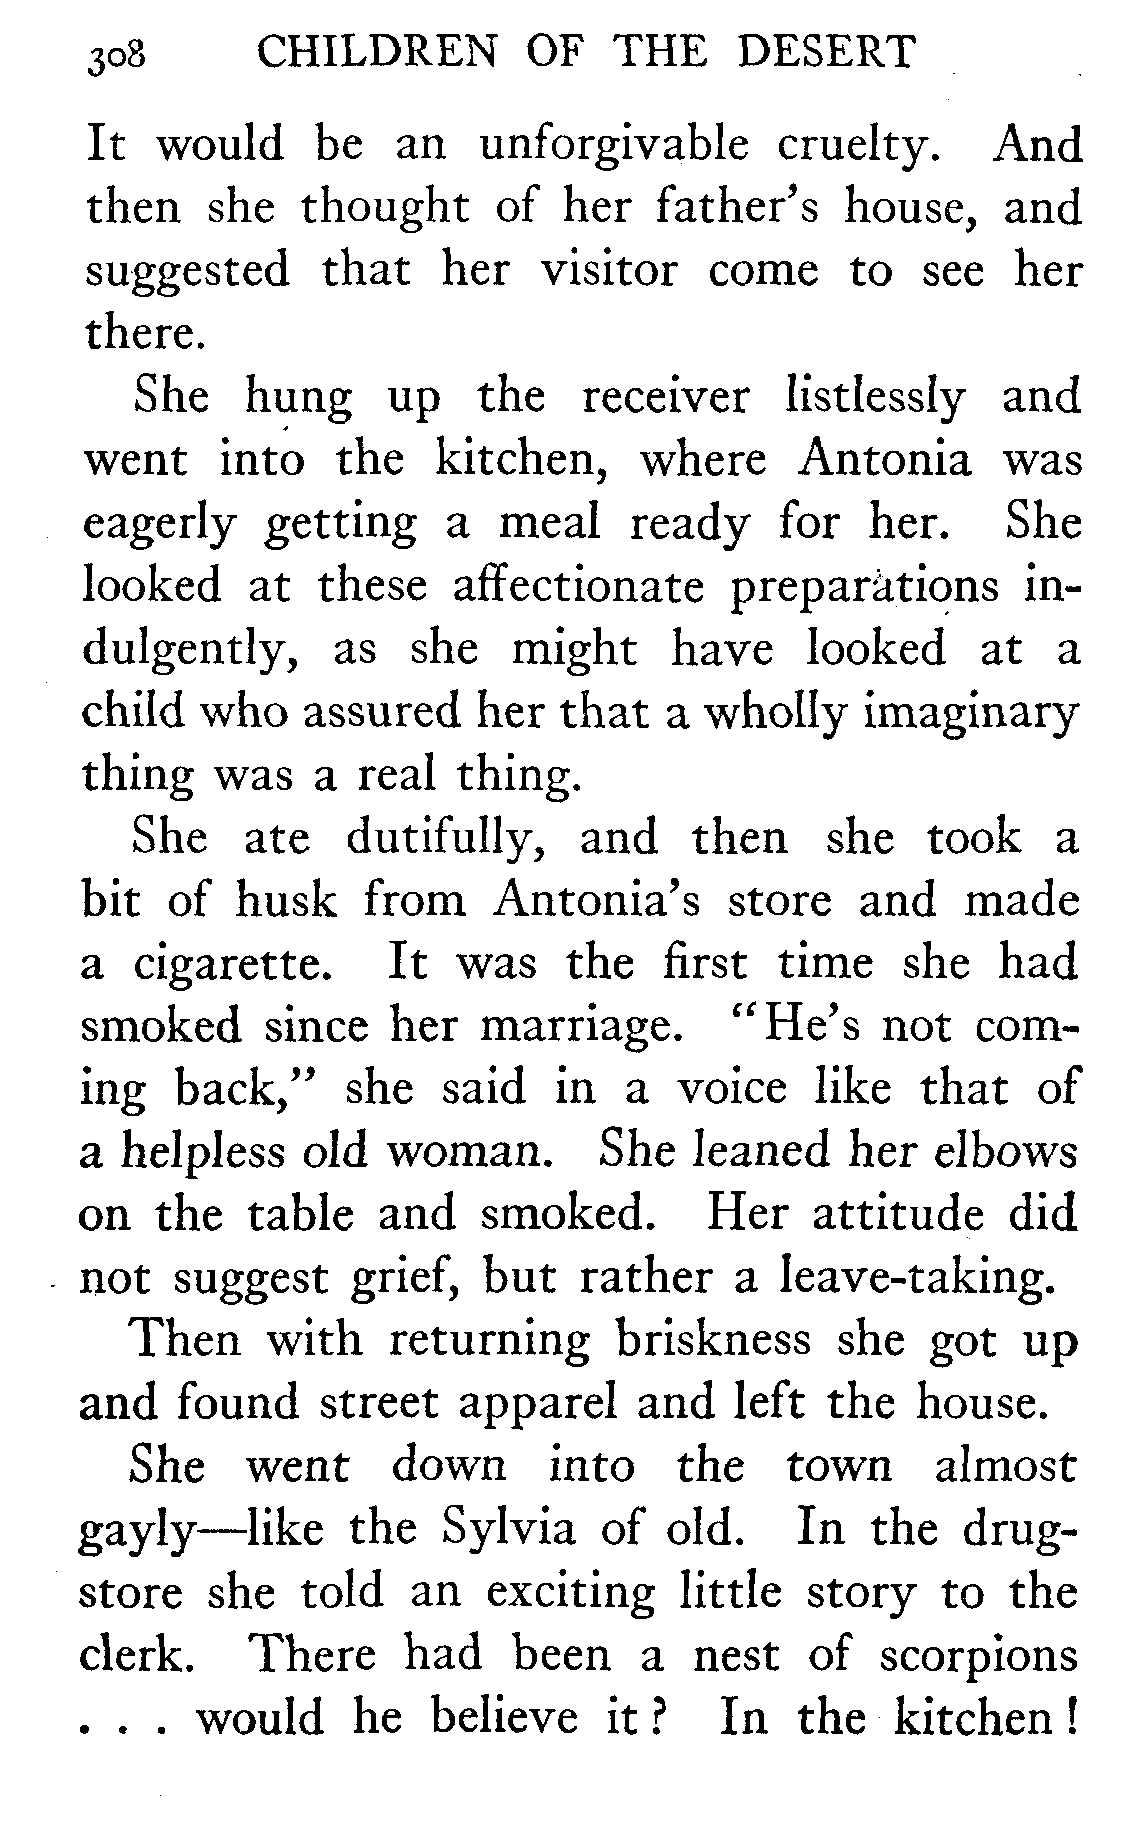 308 CHILDREN OF THE DESERT
It would be an unforgivable cruelty. And
then she thought of her father's house, and
suggested that her visitor come to see her
there.
She hung up the receiver listlessly and
went into the kitchen, where Antonia was
eagerly getting a meal ready for her. She
looked at these affectionate preparations in-
dulgently, as she might have looked at a
child who assured her that a wholly imaginary
thing was a real thing.
She ate dutifully, and then she took a
bit of husk from Antonia's store and made
a cigarette. It was the first time she had
smoked since her marriage. "He's not com-
ing back," she said in a voice like that of
a helpless old woman. She leaned her elbows
on the table and smoked. Her attitude did
not suggest grief, but rather a leave-taking.
Then with returning briskness she got up
and found street apparel and left the house.
She went down into the town almost
gayly—like the Sylvia of old. In the drug-
store she told an exciting little story to the
clerk. There had been a nest of scorpions
. . . would he believe it? In the kitchen!